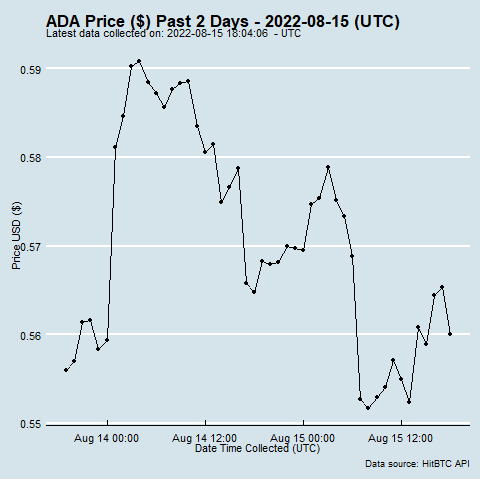 ADA Price ($) Past 2 Days - 2022-08-15 (UTC)
Latest data collected on: 2022-08-15 18:04:06 - UTC
0.59
0.58
0.57
0.56
0.55
Price USD ($)
Aug 14 00:00 Aug 14 12:00 Aug 15 00:00 Aug 15 12:00
Date Time Collected (UTC)
Data source: HitBTC API